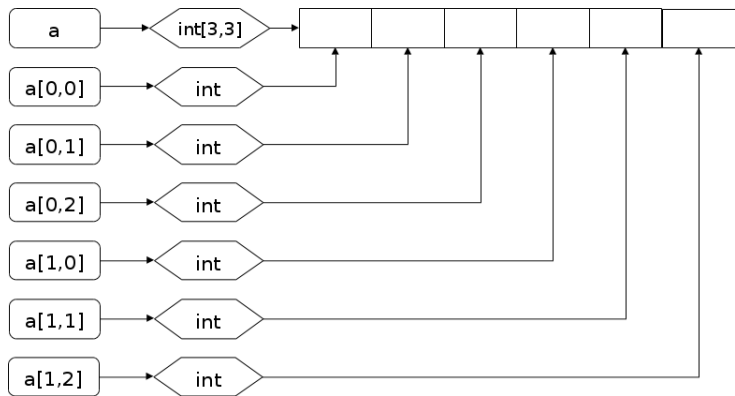 a int[3,3]
a[0,0] int
a[0,1] int
a[0,2] int
a[1,0] int
a[1,1] int
a[1,2] int